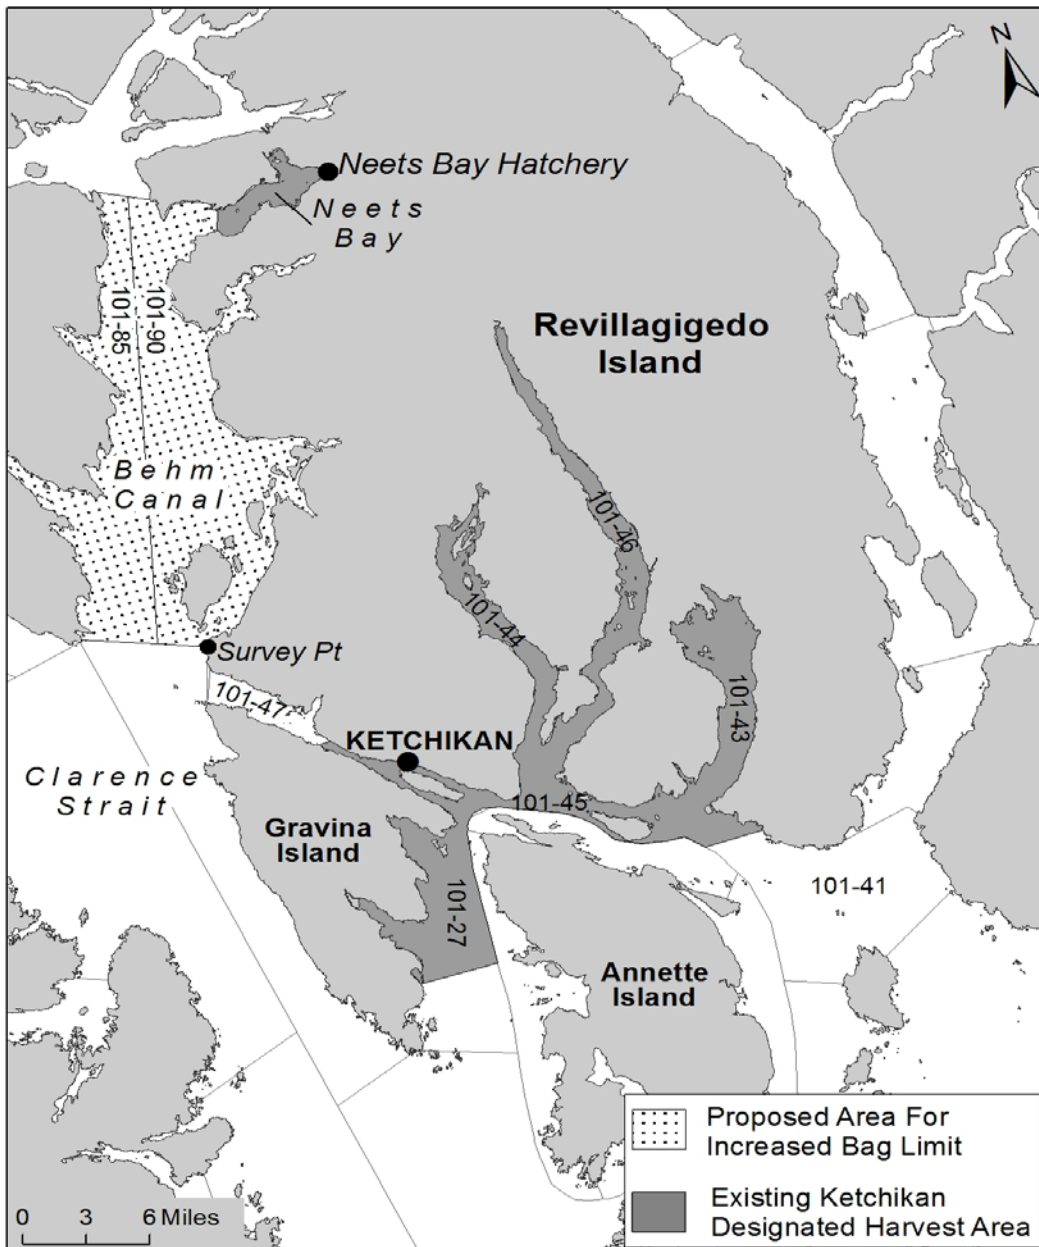 N
Neets Bay Hatchery
Neets
Bay
Revillagigedo
Island
101-85
101-90
Behm
Canal
101-46
101-44
Survey Pt
101-43
101-47
KETCHIKAN
Clarence
Strait
101-45
Gravina
Island
101-41
101-27
Annette
Island
Proposed Area For
Increased Bag Limit
Existing Ketchikan
Designated Harvest Area
0 3 6 Miles